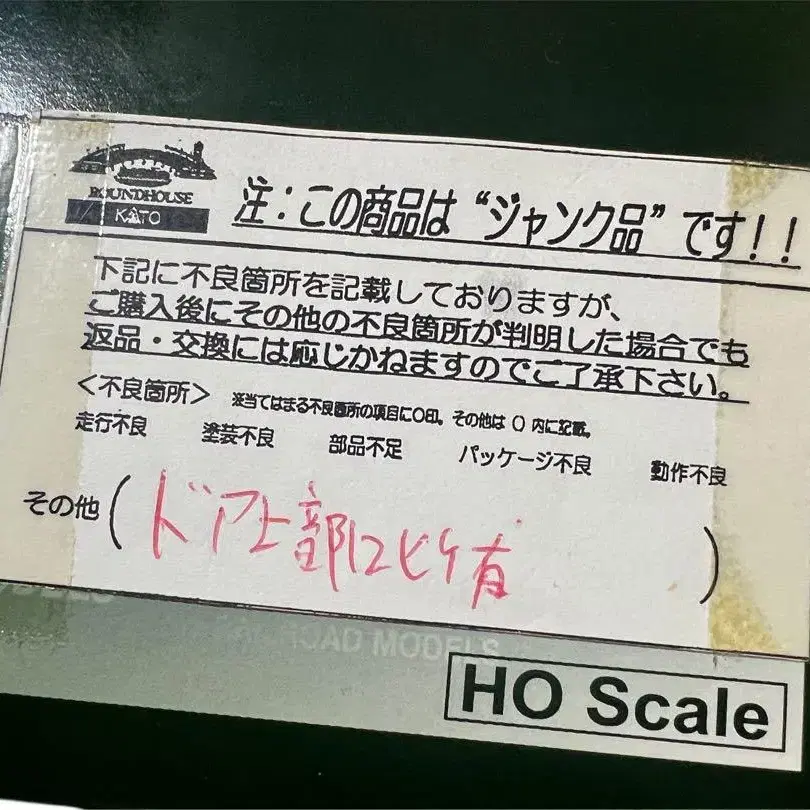 ROUNDHOUSE
KATO
注：この商品は“ジャンク品”です！！
下記に不良箇所を記載しておりますが、
ご購入後にその他の不良箇所が判明した場合でも
返品・交換には応じかねますのでご了承下さい。
＜不良箇所＞ ※当てはまる不良箇所の項目に○印。その他は（）内に記載。
走行不良 塗装不良 部品不足 パッケージ不良 動作不良
その他（ドア上部にヒケ有）
ROAD MODELS
HO Scale